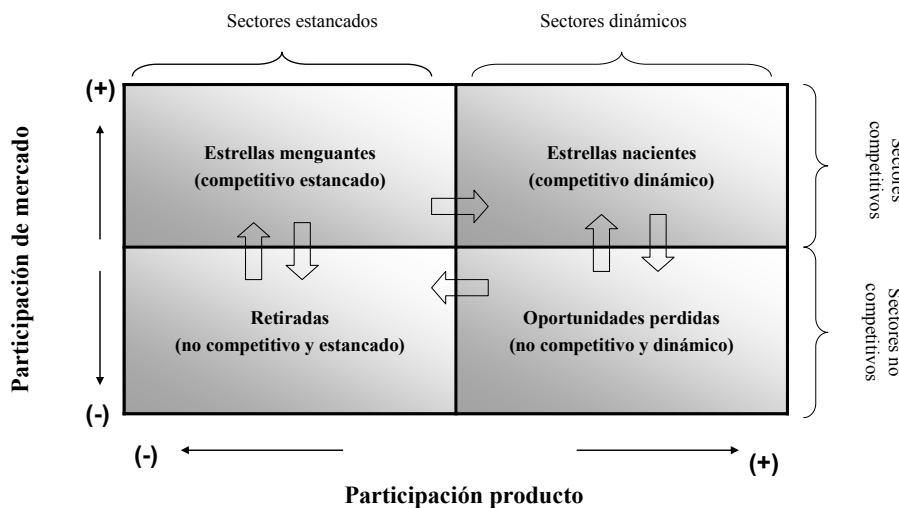 Sectores estancados
Sectores dinámicos
(+)
Participación de mercado
Estrellas menguantes
(competitivo estancado)
Estrellas nacientes
(competitivo dinámico)
Sectores
competitivos
Retiradas
(no competitivo y estancado)
Oportunidades perdidas
(no competitivo y dinámico)
Sectores no
competitivos
(-)
(-)
(+)
Participación producto